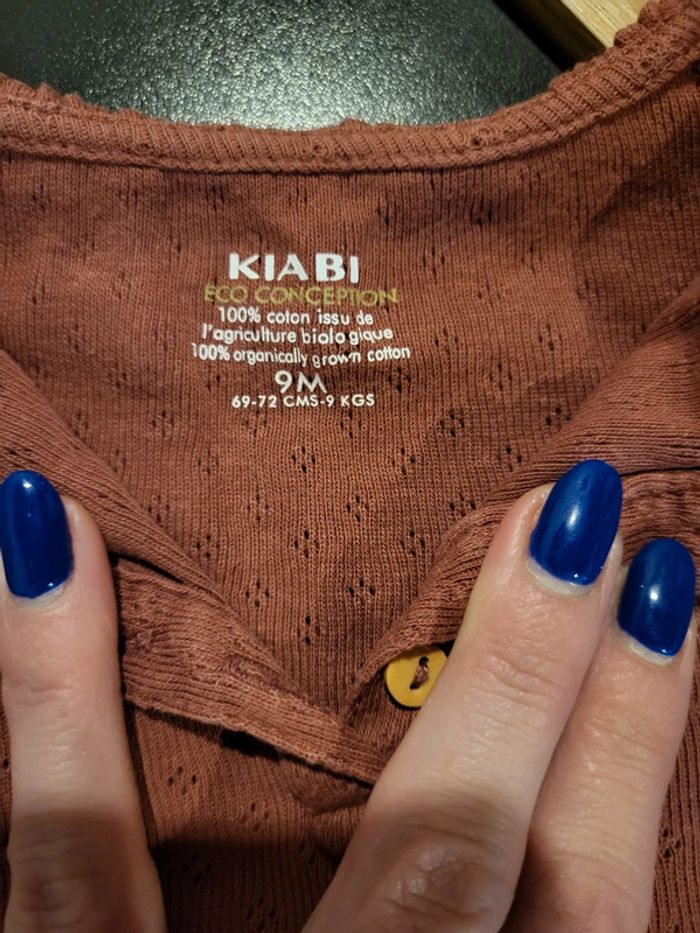 KIABI
ECO CONCEPTION
100% coton issu de
l'agriculture biologique
100% organically grown cotton
9M
69-72 CMS-9 KGS